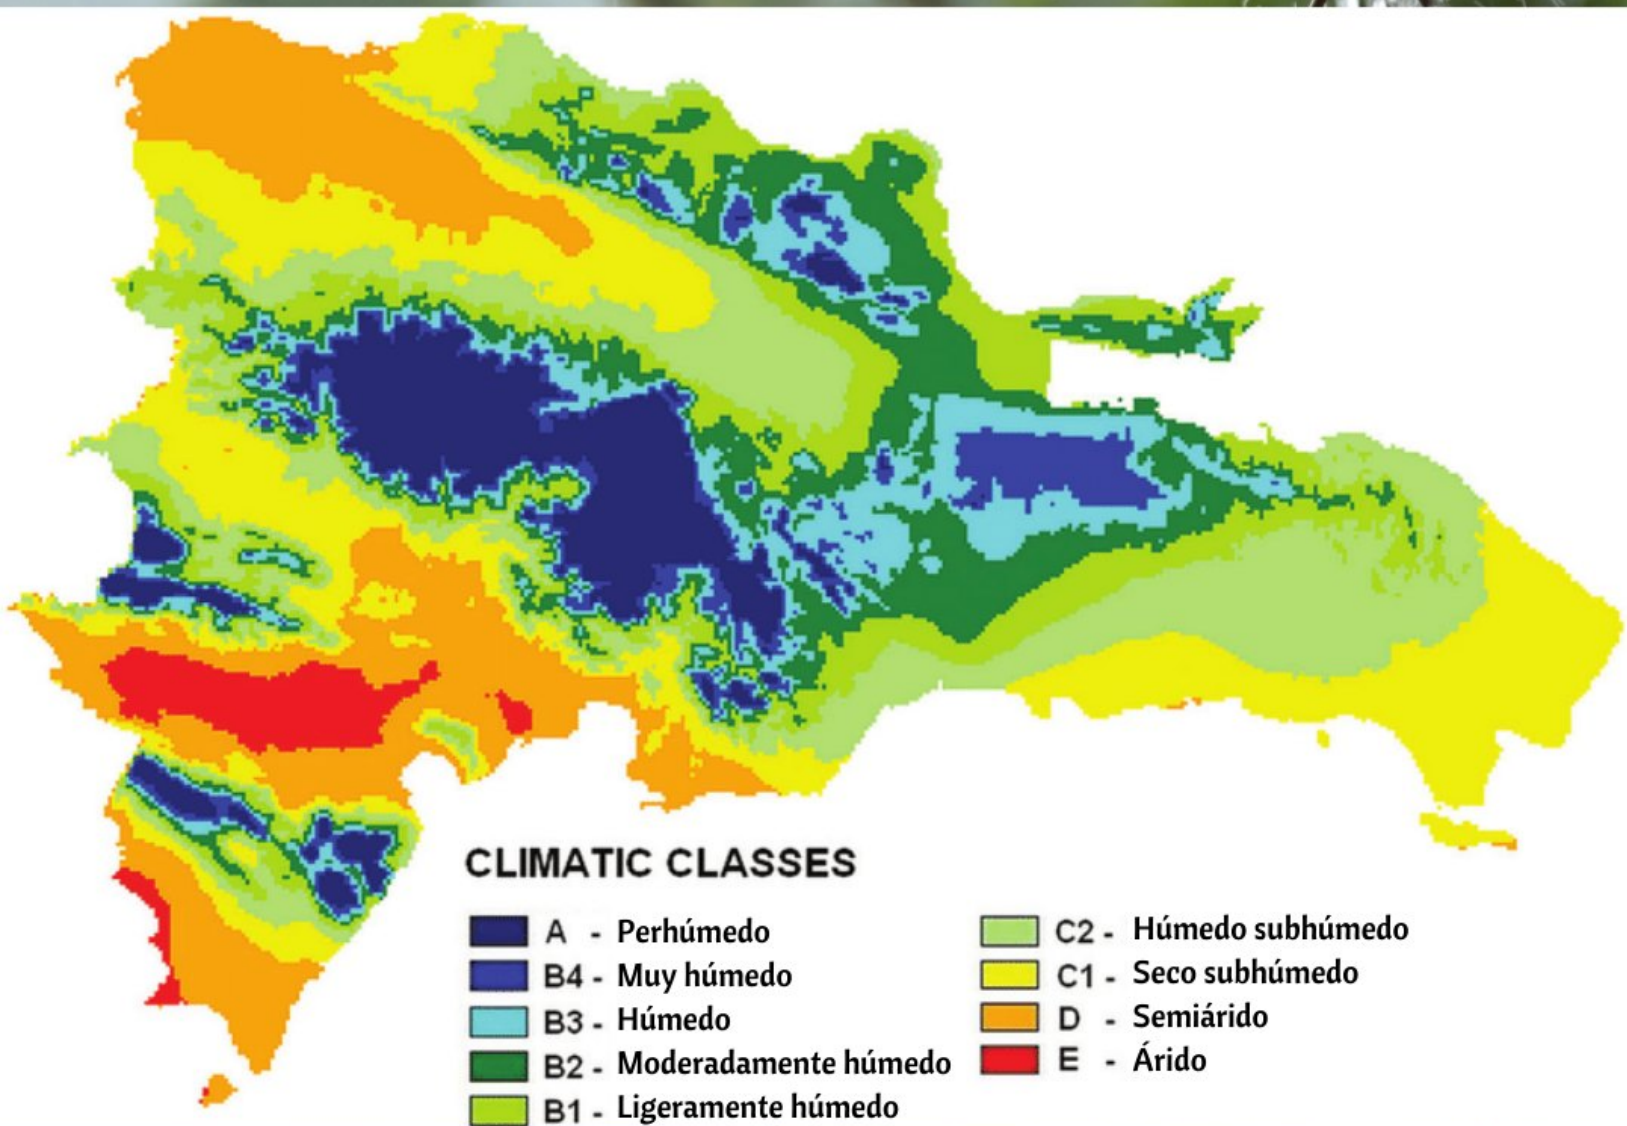 CLIMATIC CLASSES
A - Perhúmedo
B4 - Muy húmedo
B3 - Húmedo
B2 - Moderadamente húmedo
B1 - Ligeramente húmedo
C2 - Húmedo subhúmedo
C1 - Seco subhúmedo
D - Semiárido
E - Árido